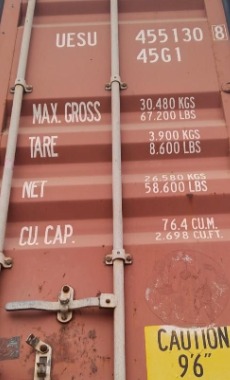 UESU 455130 8
45G1
MAX. GROSS 30.480 KGS
67.200 LBS
TARE 3.900 KGS
8.600 LBS
NET 26.580 KGS
58.600 LBS
CU. CAP. 76.4 CU.M.
2.698 CU.FT.
CAUTION
9'6"